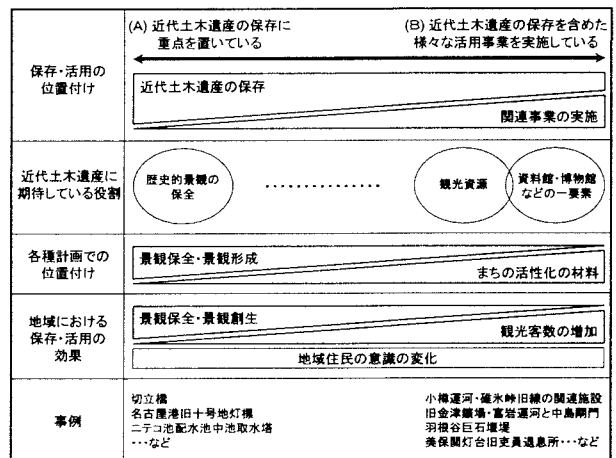 (A) 近代土木遺産の保存に
重点を置いている
(B) 近代土木遺産の保存を含めた
様々な活用事業を実施している
保存・活用の
位置付け
近代土木遺産の保存
関連事業の実施
近代土木遺産に
期待している役割
歴史的景観の
保全
‥‥‥‥‥‥
観光資源
資料館・博物館
などの一要素
各種計画での
位置付け
景観保全・景観形成
まちの活性化の材料
地域における
保存・活用の
効果
景観保全・景観創生
観光客数の増加
地域住民の意識の変化
事例
切立橋
名古屋港旧十号地灯標
ニテコ池配水池中池取水塔
・・・など
小樽運河・碓氷峠旧線の関連施設
旧金津鑛場・富岩運河と中島閘門
羽根谷巨石堰堤
美保関灯台旧吏員退息所・・・など